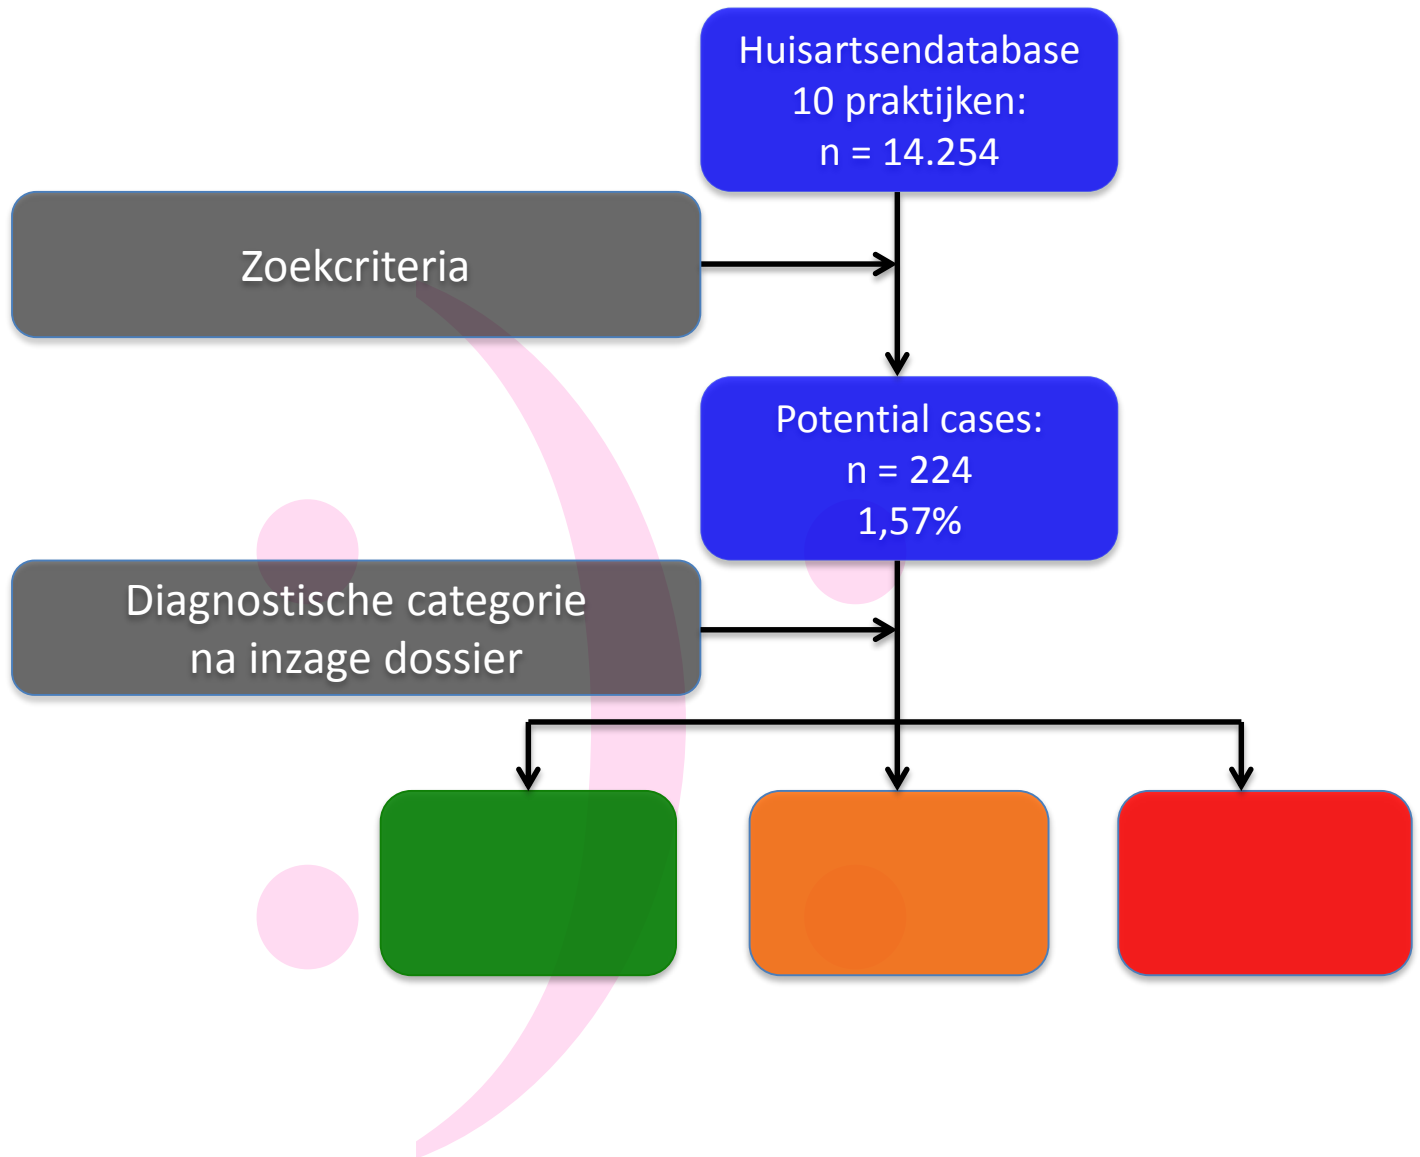 Huisartsendatabase
10 praktijken:
n = 14.254
Zoekcriteria
Potential cases:
n = 224
1,57%
Diagnostische categorie
na inzage dossier